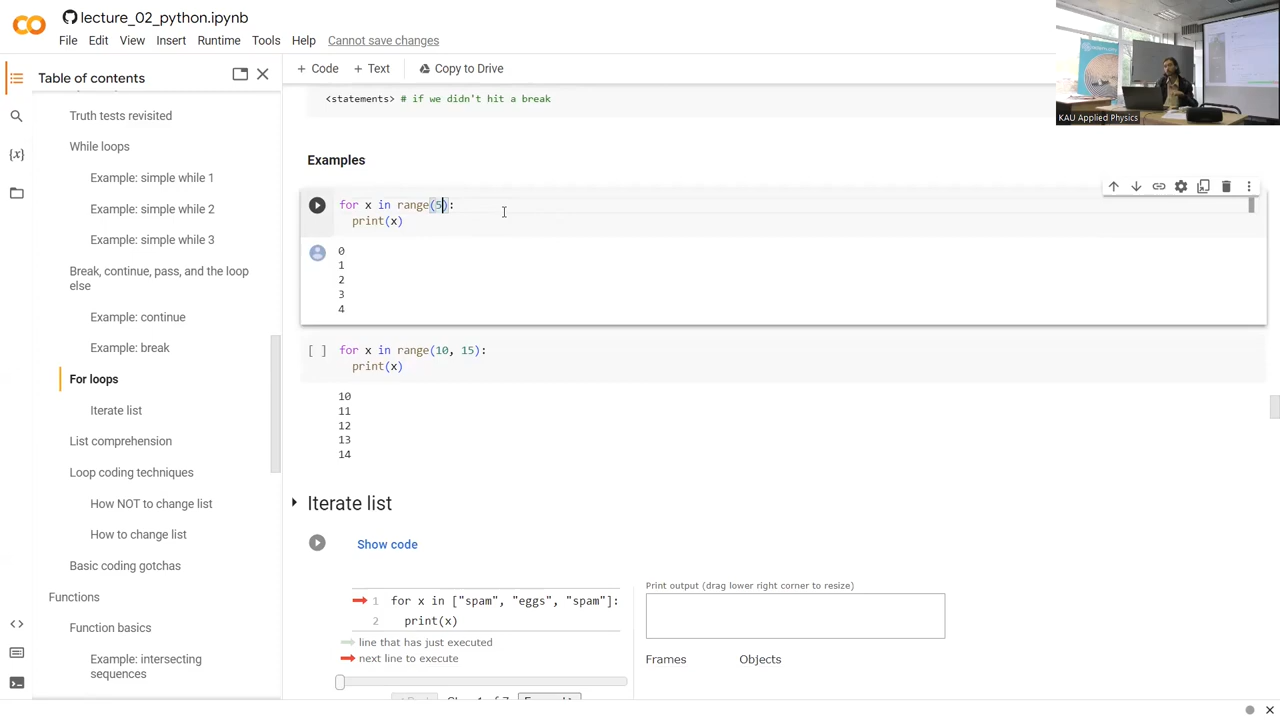 lecture_02_python.ipynb
File Edit View Insert Runtime Tools Help Cannot save changes
Table of contents
+ Code + Text Copy to Drive
Truth tests revisited
While loops
Example: simple while 1
Example: simple while 2
Example: simple while 3
Break, continue, pass, and the loop
else
Example: continue
Example: break
For loops
Iterate list
List comprehension
Loop coding techniques
How NOT to change list
How to change list
Basic coding gotchas
Functions
Function basics
Example: intersecting
sequences
<statements> # if we didn't hit a break
Examples
for x in range(5):
print(x)
0
1
2
3
4
[ ] for x in range(10, 15):
print(x)
10
11
12
13
14
Iterate list
Show code
1 for x in ["spam", "eggs", "spam"]:
2 print(x)
line that has just executed
next line to execute
Print output (drag lower right corner to resize)
Frames Objects
KAU Applied Physics